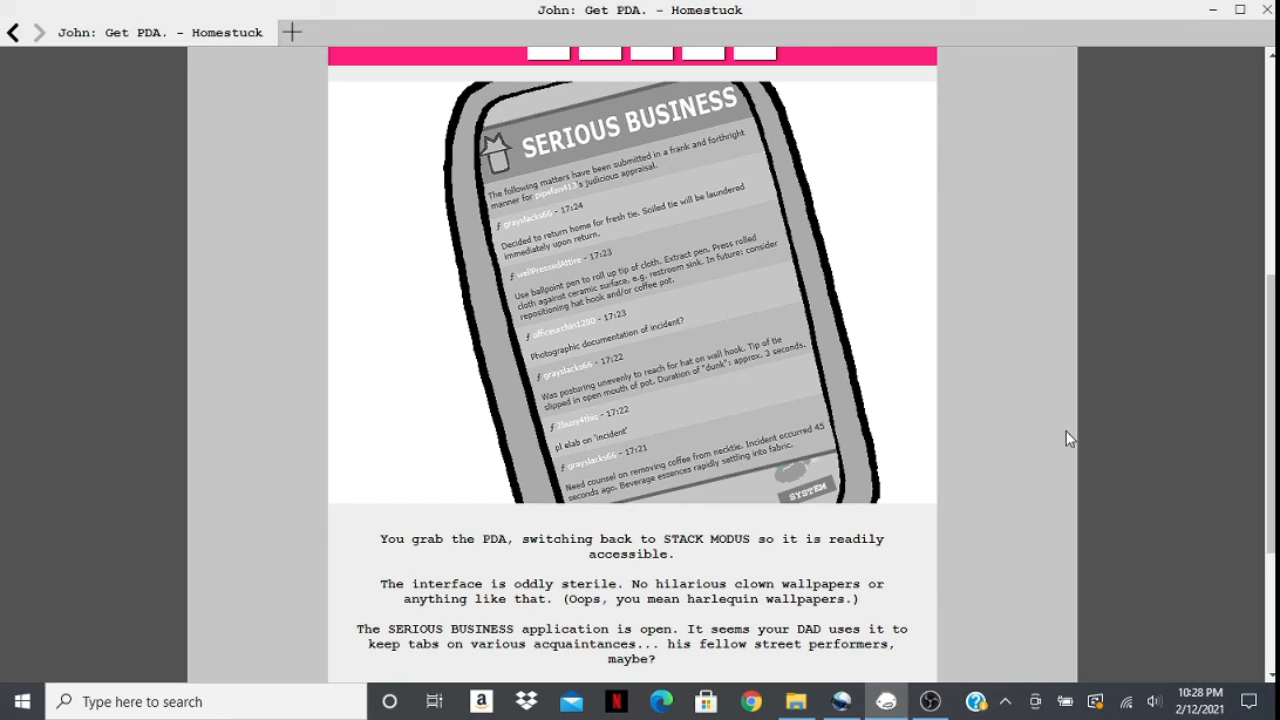 John: Get PDA. - Homestuck
John: Get PDA. - Homestuck
SERIOUS BUSINESS
The following matters have been submitted in a frank and forthright
manner for pipefan413's judicious appraisal.
grayslacks66 - 17:24
Decided to return home for fresh tie. Soiled tie will be laundered
immediately upon return.
wellPressedAttire - 17:23
Use ballpoint pen to roll up tip of cloth. Extract pen. Press rolled
cloth against ceramic surface, e.g. restroom sink. In future: consider
repositioning hat hook and/or coffee pot.
officeurchin1280 - 17:23
Photographic documentation of incident?
grayslacks66 - 17:22
Was posturing unevenly to reach for hat on wall hook. Tip of tie
clipped in open mouth of pot. Duration of "dunk": approx. 3 seconds.
2busy4this - 17:22
pl elab on 'incident'
grayslacks66 - 17:21
Need counsel on removing coffee from necktie. Incident occurred 45
seconds ago. Beverage essences rapidly settling into fabric.
SYSTEM
You grab the PDA, switching back to STACK MODUS so it is readily
accessible.
The interface is oddly sterile. No hilarious clown wallpapers or
anything like that. (Oops, you mean harlequin wallpapers.)
The SERIOUS BUSINESS application is open. It seems your DAD uses it to
keep tabs on various acquaintances... his fellow street performers,
maybe?
Type here to search
10:28 PM
2/12/2021